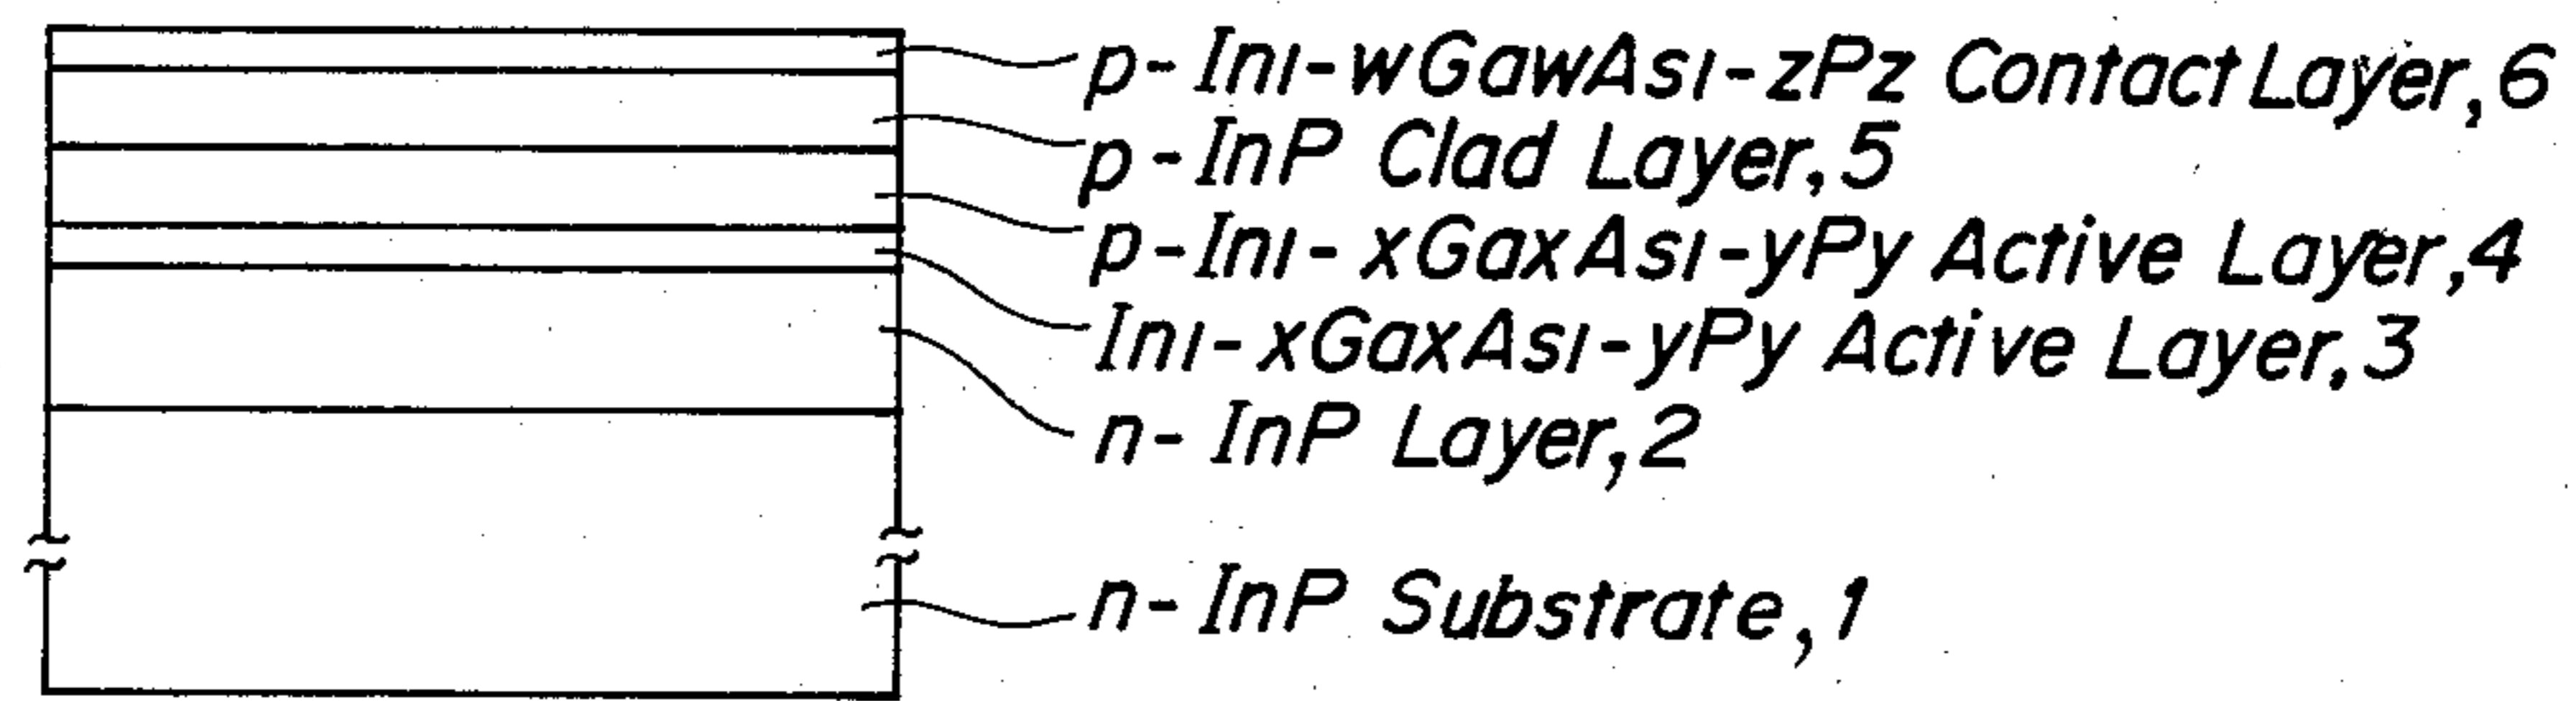 p-In1-wGawAs1-zPz Contact Layer,6
p-InP Clad Layer,5
p-In1-xGaxAs1-yPy Active Layer,4
In1-xGaxAs1-yPy Active Layer,3
n-InP Layer,2
n-InP Substrate,1